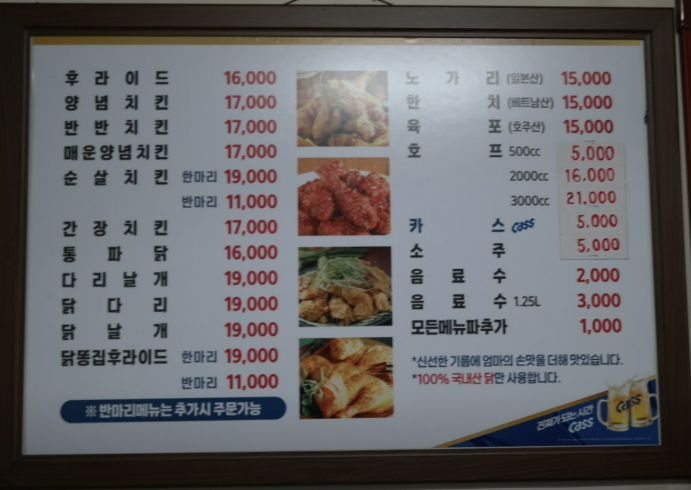 후라이드 16,000
양념치킨 17,000
반반치킨 17,000
매운양념치킨 17,000
순살치킨 한마리 19,000
반마리 11,000
간장치킨 17,000
통파닭 16,000
다리날개 19,000
닭다리 19,000
닭날개 19,000
닭똥집후라이드 한마리 19,000
반마리 11,000
※ 반마리메뉴는 추가시 주문가능
노가리 (일본산) 15,000
한치 (베트남산) 15,000
육포 (호주산) 15,000
호프 500cc 5,000
2000cc 16.000
3000cc 21,000
카스 Cass 5.000
소주 5,000
음료수 2,000
음료수 1.25L 3,000
모든메뉴파추가 1,000
*신선한 기름에 엄마의 손맛을 더해 맛있습니다.
*100% 국내산 닭만 사용합니다.
진짜가 되는 시간
Cass
Cass